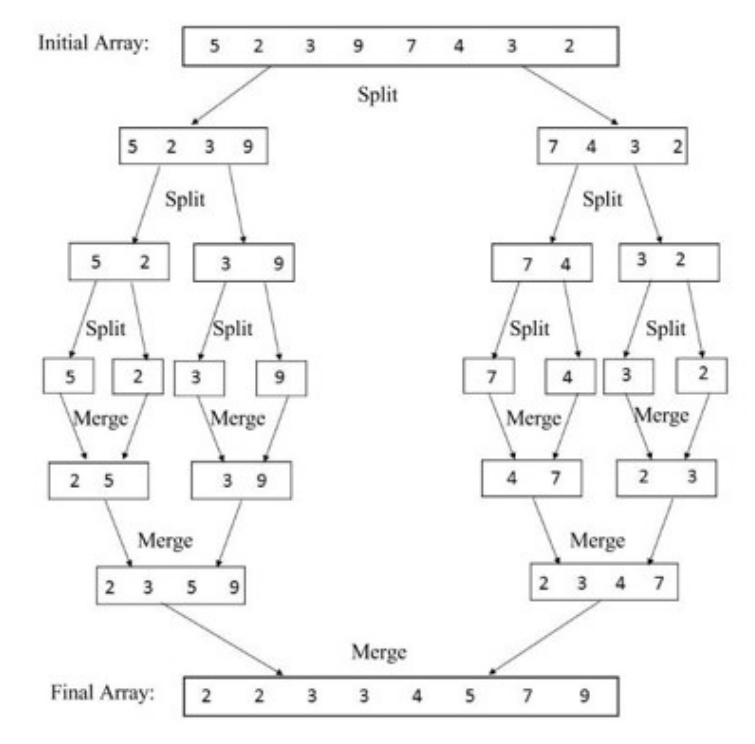 Initial Array: 5 2 3 9 7 4 3 2
Split
5 2 3 9 7 4 3 2
Split Split
5 2 3 9 7 4 3 2
Split Split Split Split
5 2 3 9 7 4 3 2
Merge Merge Merge Merge
2 5 3 9 4 7 2 3
Merge Merge
2 3 5 9 2 3 4 7
Merge
Final Array: 2 2 3 3 4 5 7 9